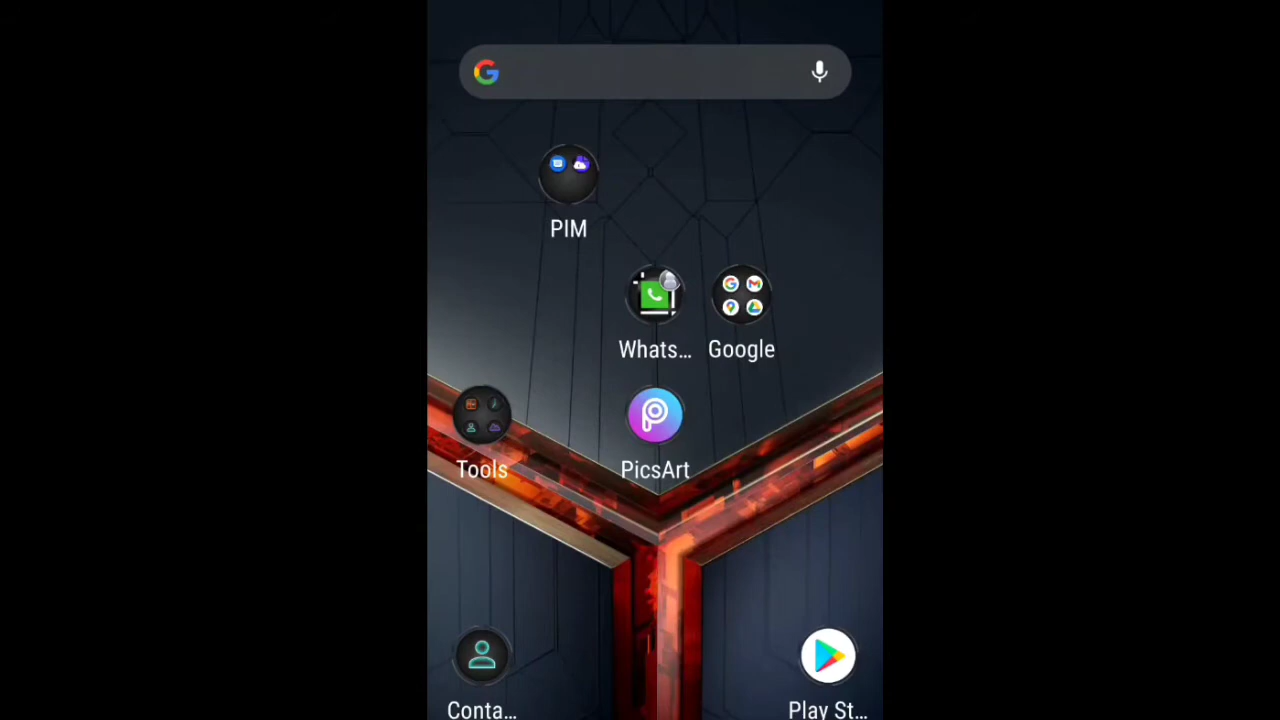 PIM
Whats…
Google
Tools
PicsArt
Conta…
Play St…